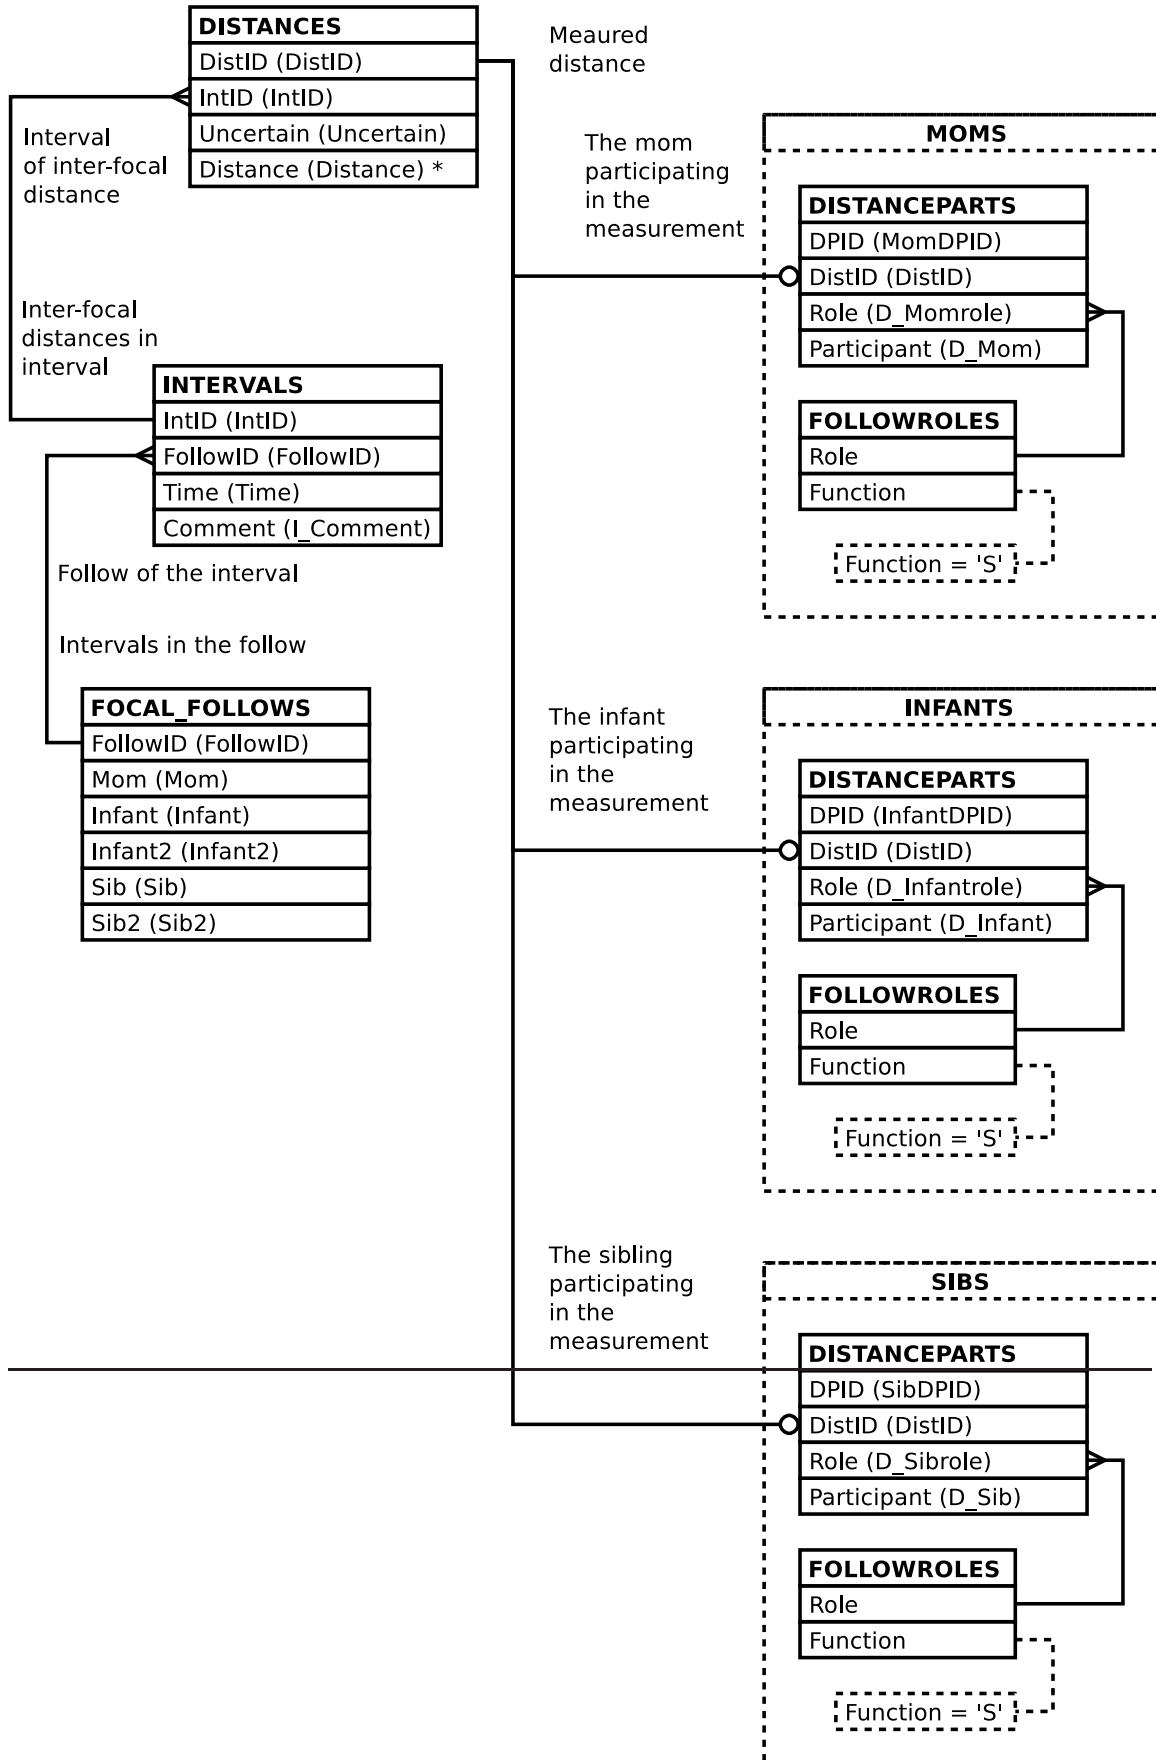 DISTANCES
DistID (DistID)
IntID (IntID)
Uncertain (Uncertain)
Distance (Distance) *
Meaured
distance
Interval
of inter-focal
distance
The mom
participating
in the
measurement
MOMS
DISTANCEPARTS
DPID (MomDPID)
DistID (DistID)
Role (D_Momrole)
Participant (D_Mom)
FOLLOWROLES
Role
Function
Function = 'S'
Inter-focal
distances in
interval
INTERVALS
IntID (IntID)
FollowID (FollowID)
Time (Time)
Comment (I_Comment)
Follow of the interval
Intervals in the follow
FOCAL_FOLLOWS
FollowID (FollowID)
Mom (Mom)
Infant (Infant)
Infant2 (Infant2)
Sib (Sib)
Sib2 (Sib2)
The infant
participating
in the
measurement
INFANTS
DISTANCEPARTS
DPID (InfantDPID)
DistID (DistID)
Role (D_Infantrole)
Participant (D_Infant)
FOLLOWROLES
Role
Function
Function = 'S'
The sibling
participating
in the
measurement
SIBS
DISTANCEPARTS
DPID (SibDPID)
DistID (DistID)
Role (D_Sibrole)
Participant (D_Sib)
FOLLOWROLES
Role
Function
Function = 'S'